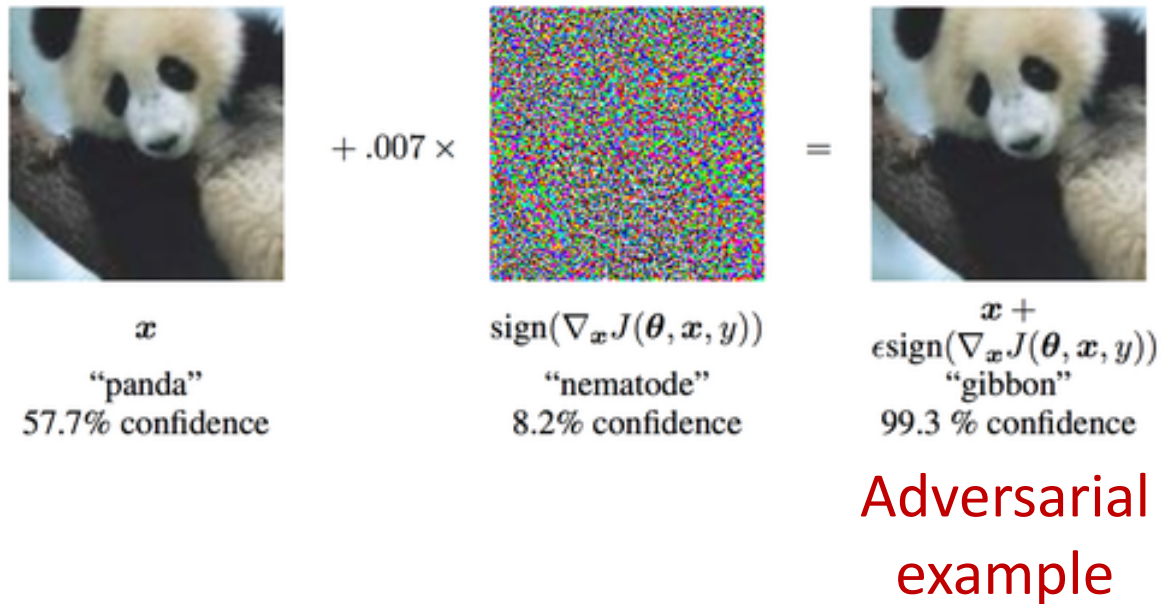 + .007 ×
=
x
“panda”
57.7% confidence
sign(∇ₓJ(θ, x, y))
“nematode”
8.2% confidence
x +
ϵsign(∇ₓJ(θ, x, y))
“gibbon”
99.3 % confidence
Adversarial
example